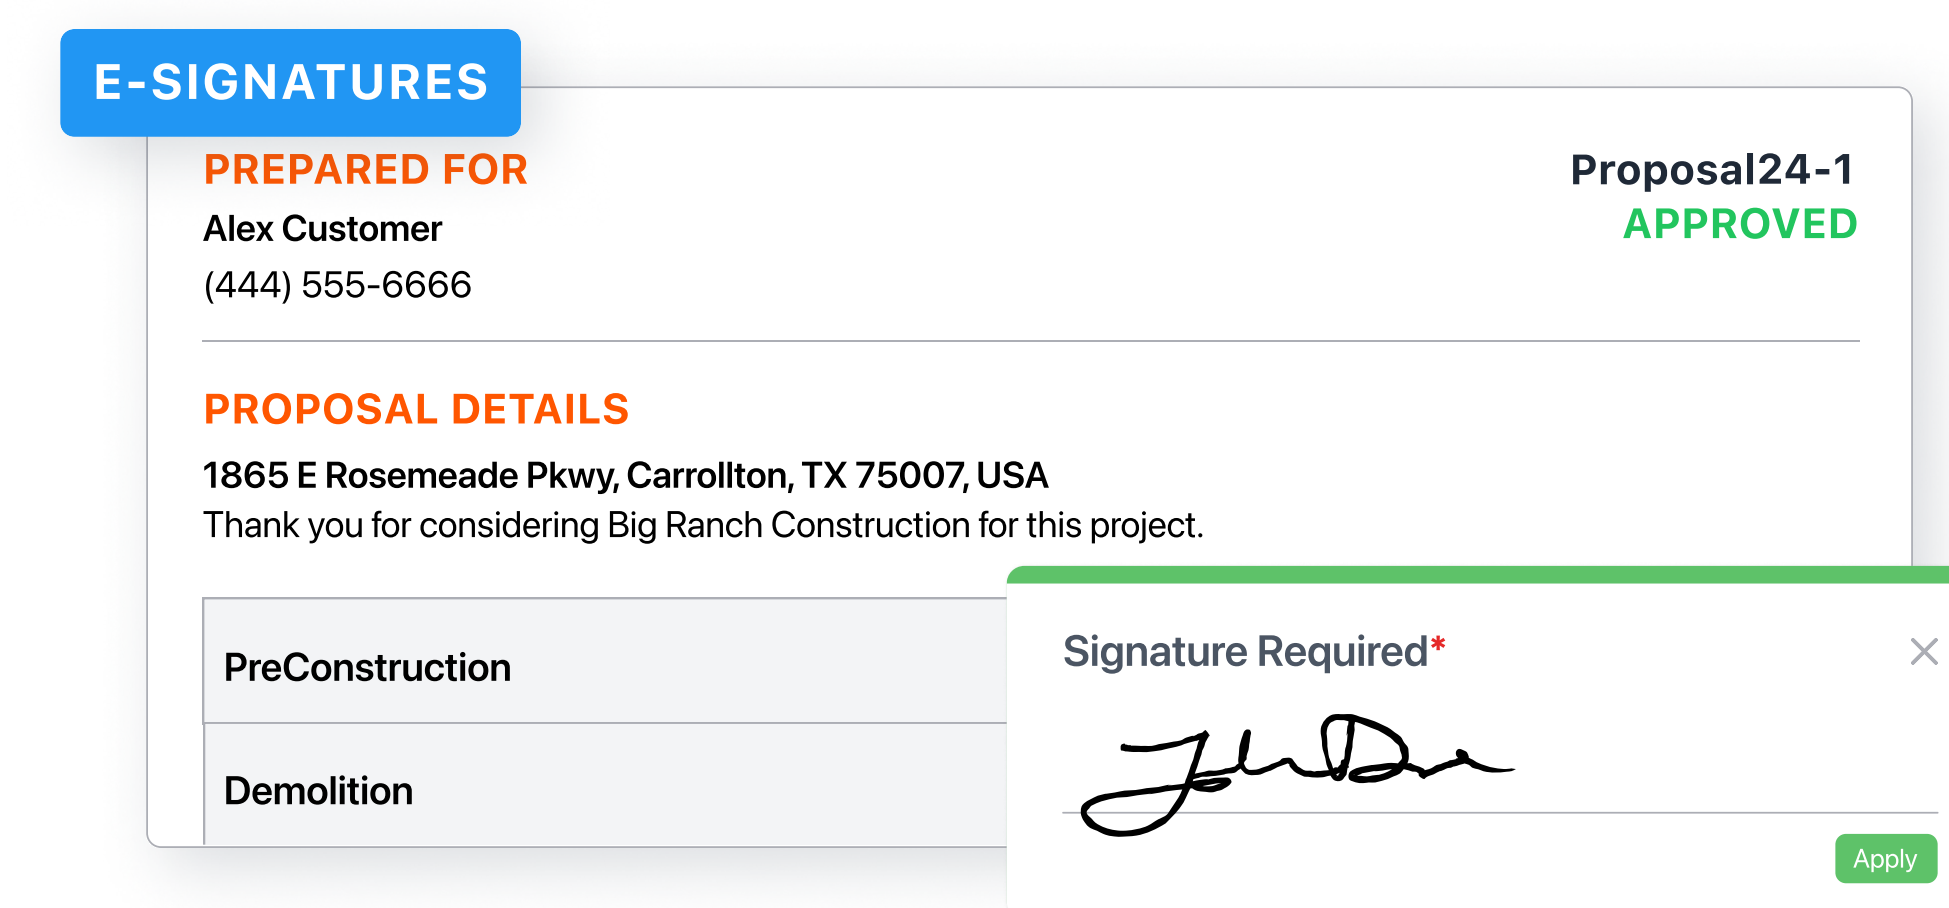 E-SIGNATURES
PREPARED FOR
Proposal24-1
Alex Customer
APPROVED
(444) 555-6666
PROPOSAL DETAILS
1865 E Rosemeade Pkwy, Carrollton, TX 75007, USA
Thank you for considering Big Ranch Construction for this project.
PreConstruction
Demolition
Signature Required*
Apply